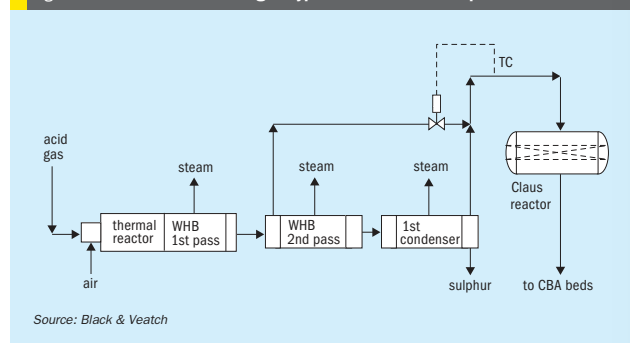 TC
acid
gas
steam
steam
steam
thermal
reactor
WHB
1st pass
WHB
2nd pass
1st
condenser
Claus
reactor
air
sulphur
to CBA beds
Source: Black & Veatch